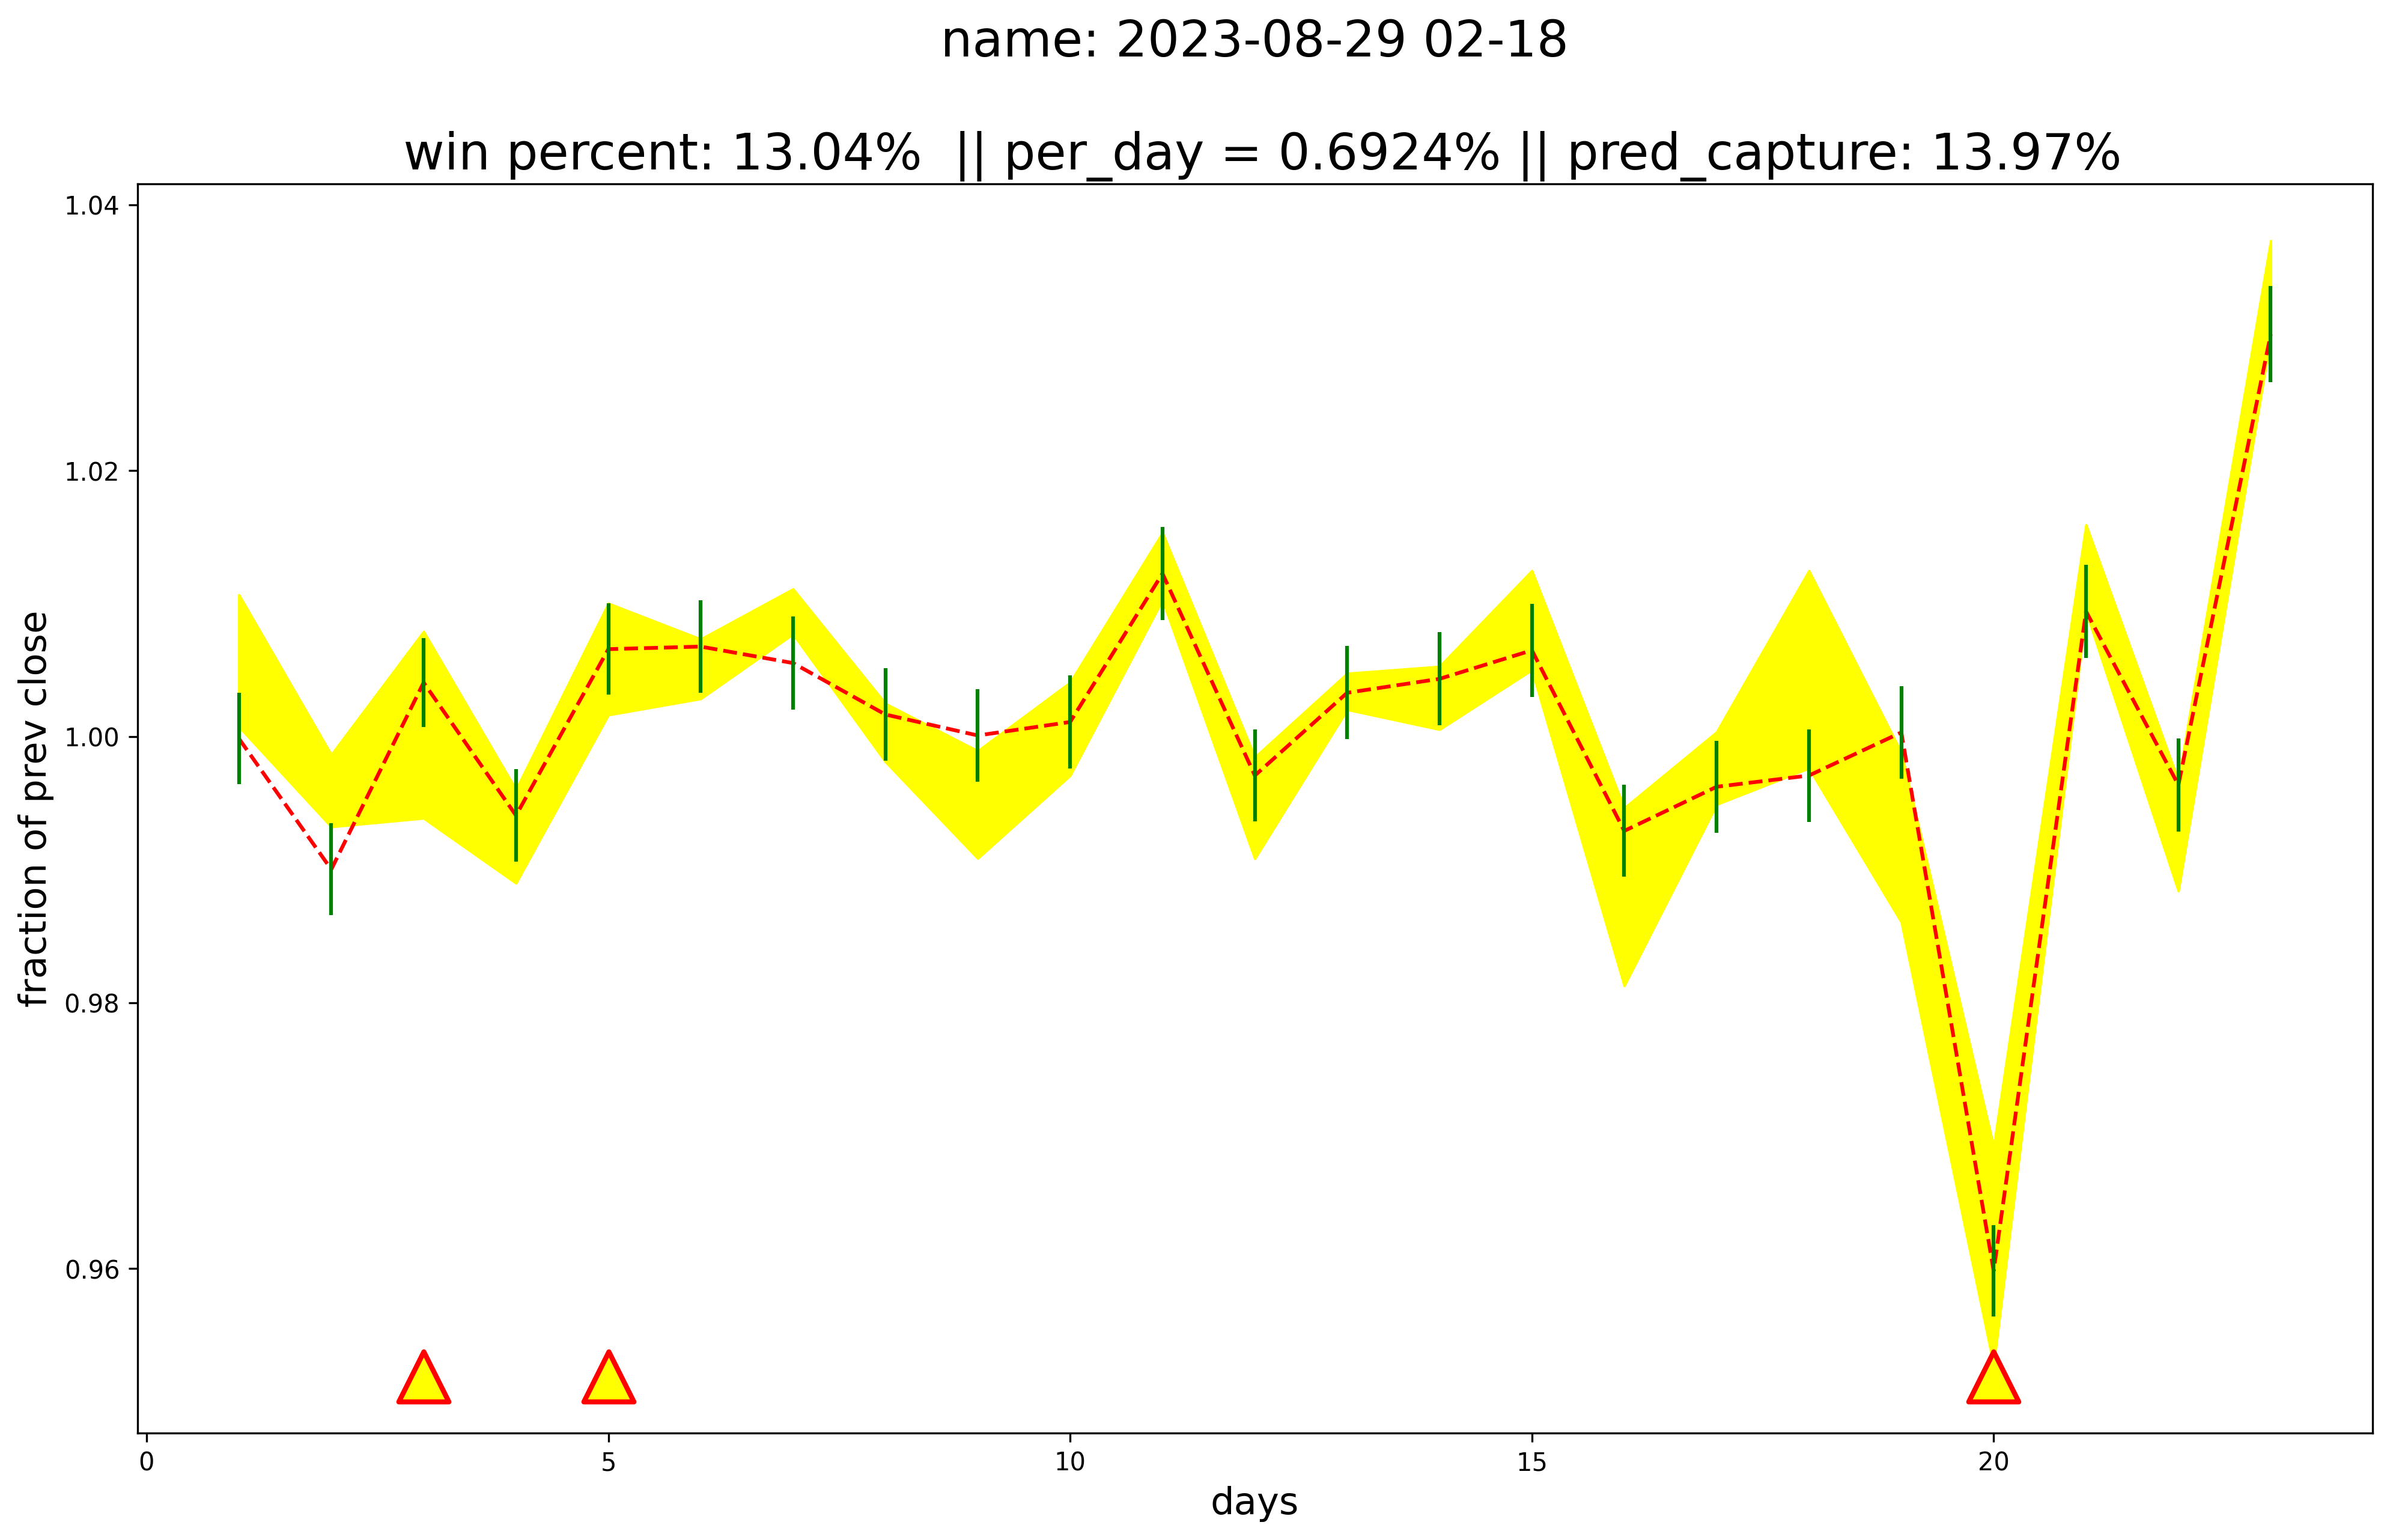 name: 2023-08-29 02-18
win percent: 13.04%  || per_day = 0.6924% || pred_capture: 13.97%
1.04
1.02
1.00
0.98
0.96
fraction of prev close
0 5 10 15 20
days